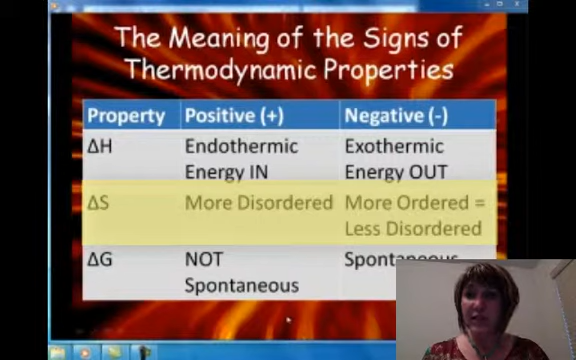 The Meaning of the Signs of
Thermodynamic Properties
Property Positive (+) Negative (-)
ΔH Endothermic Exothermic
Energy IN Energy OUT
ΔS More Disordered More Ordered =
Less Disordered
ΔG NOT Spontaneous
Spontaneous